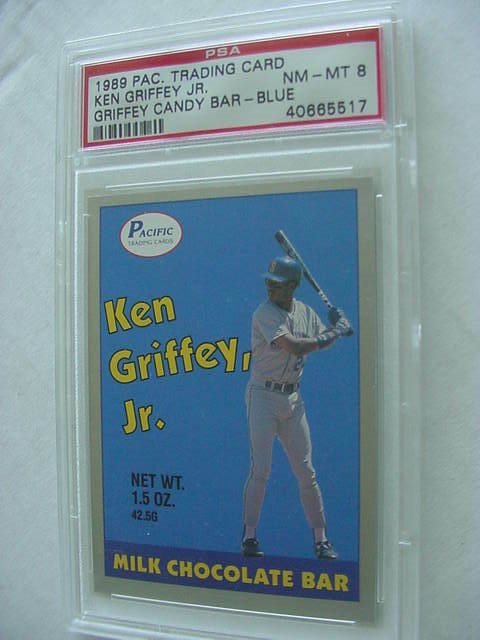 PSA
1989 PAC. TRADING CARD
KEN GRIFFEY JR. NM-MT 8
GRIFFEY CANDY BAR-BLUE
40665517
PACIFIC
TRADING CARDS
Ken
Griffey,
Jr.
NET WT.
1.5 OZ.
42.5G
MILK CHOCOLATE BAR